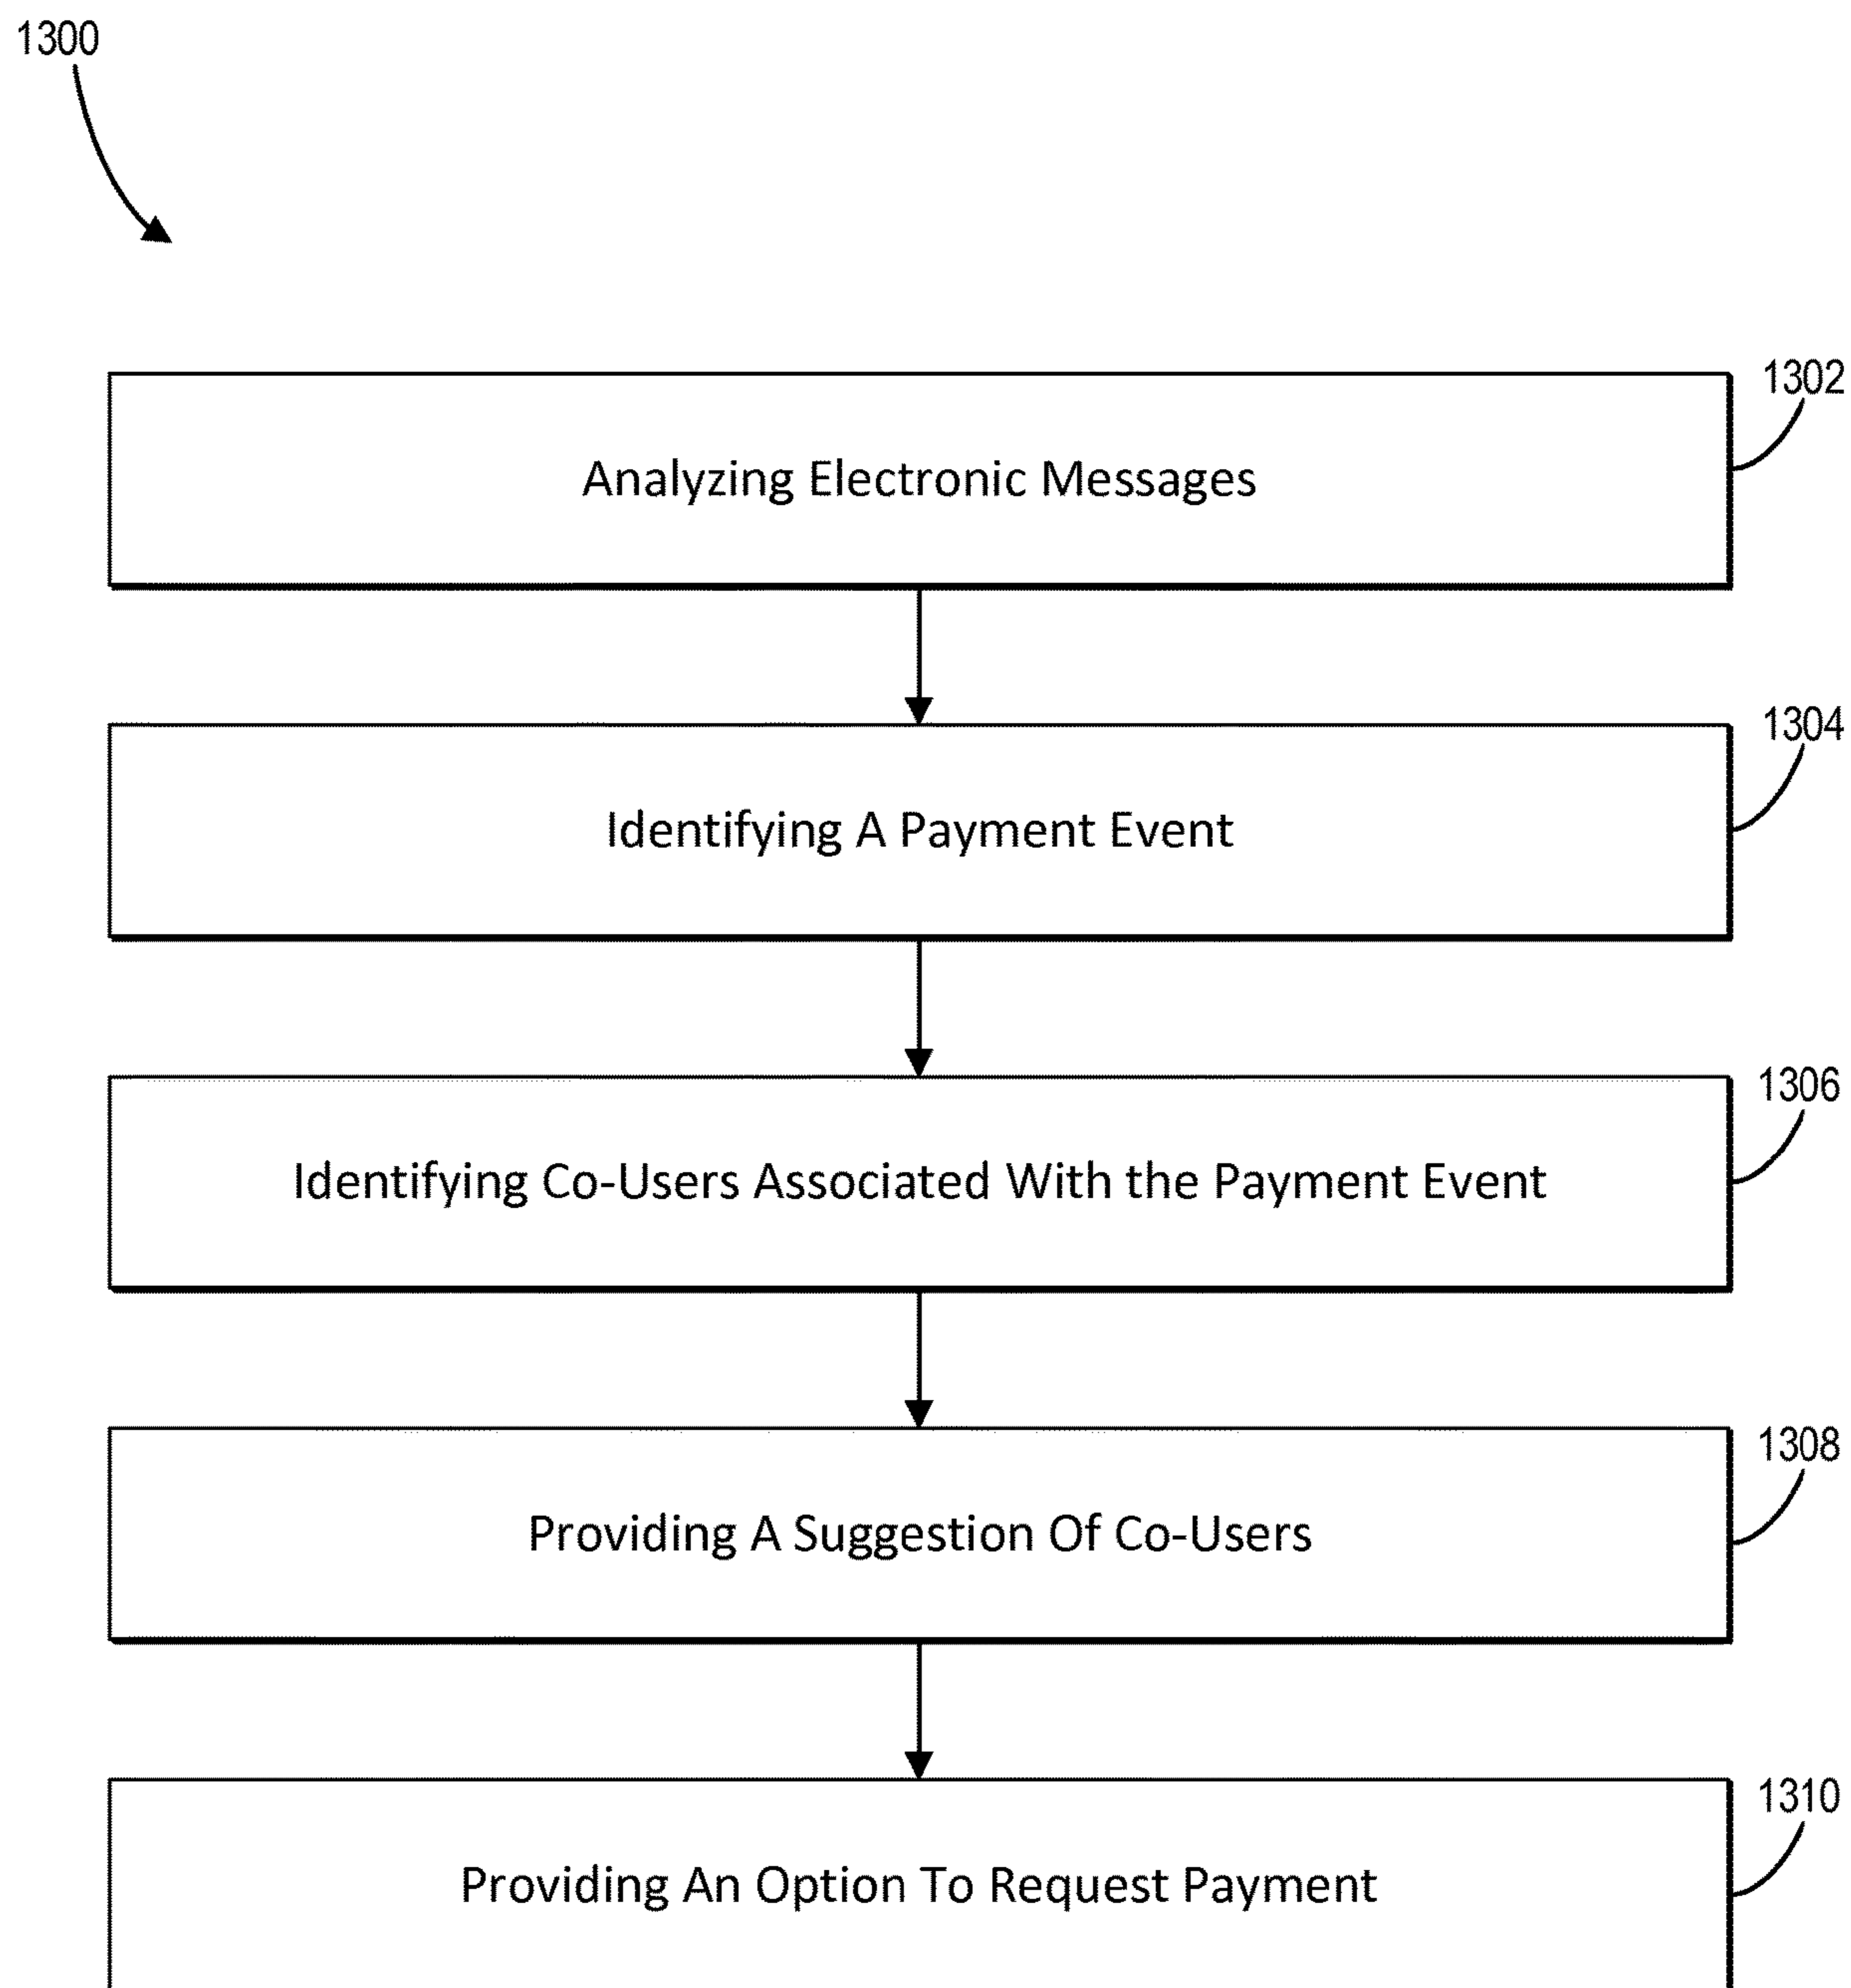 1300
1302
Analyzing Electronic Messages
1304
Identifying A Payment Event
1306
Identifying Co-Users Associated With the Payment Event
1308
Providing A Suggestion Of Co-Users
1310
Providing An Option To Request Payment